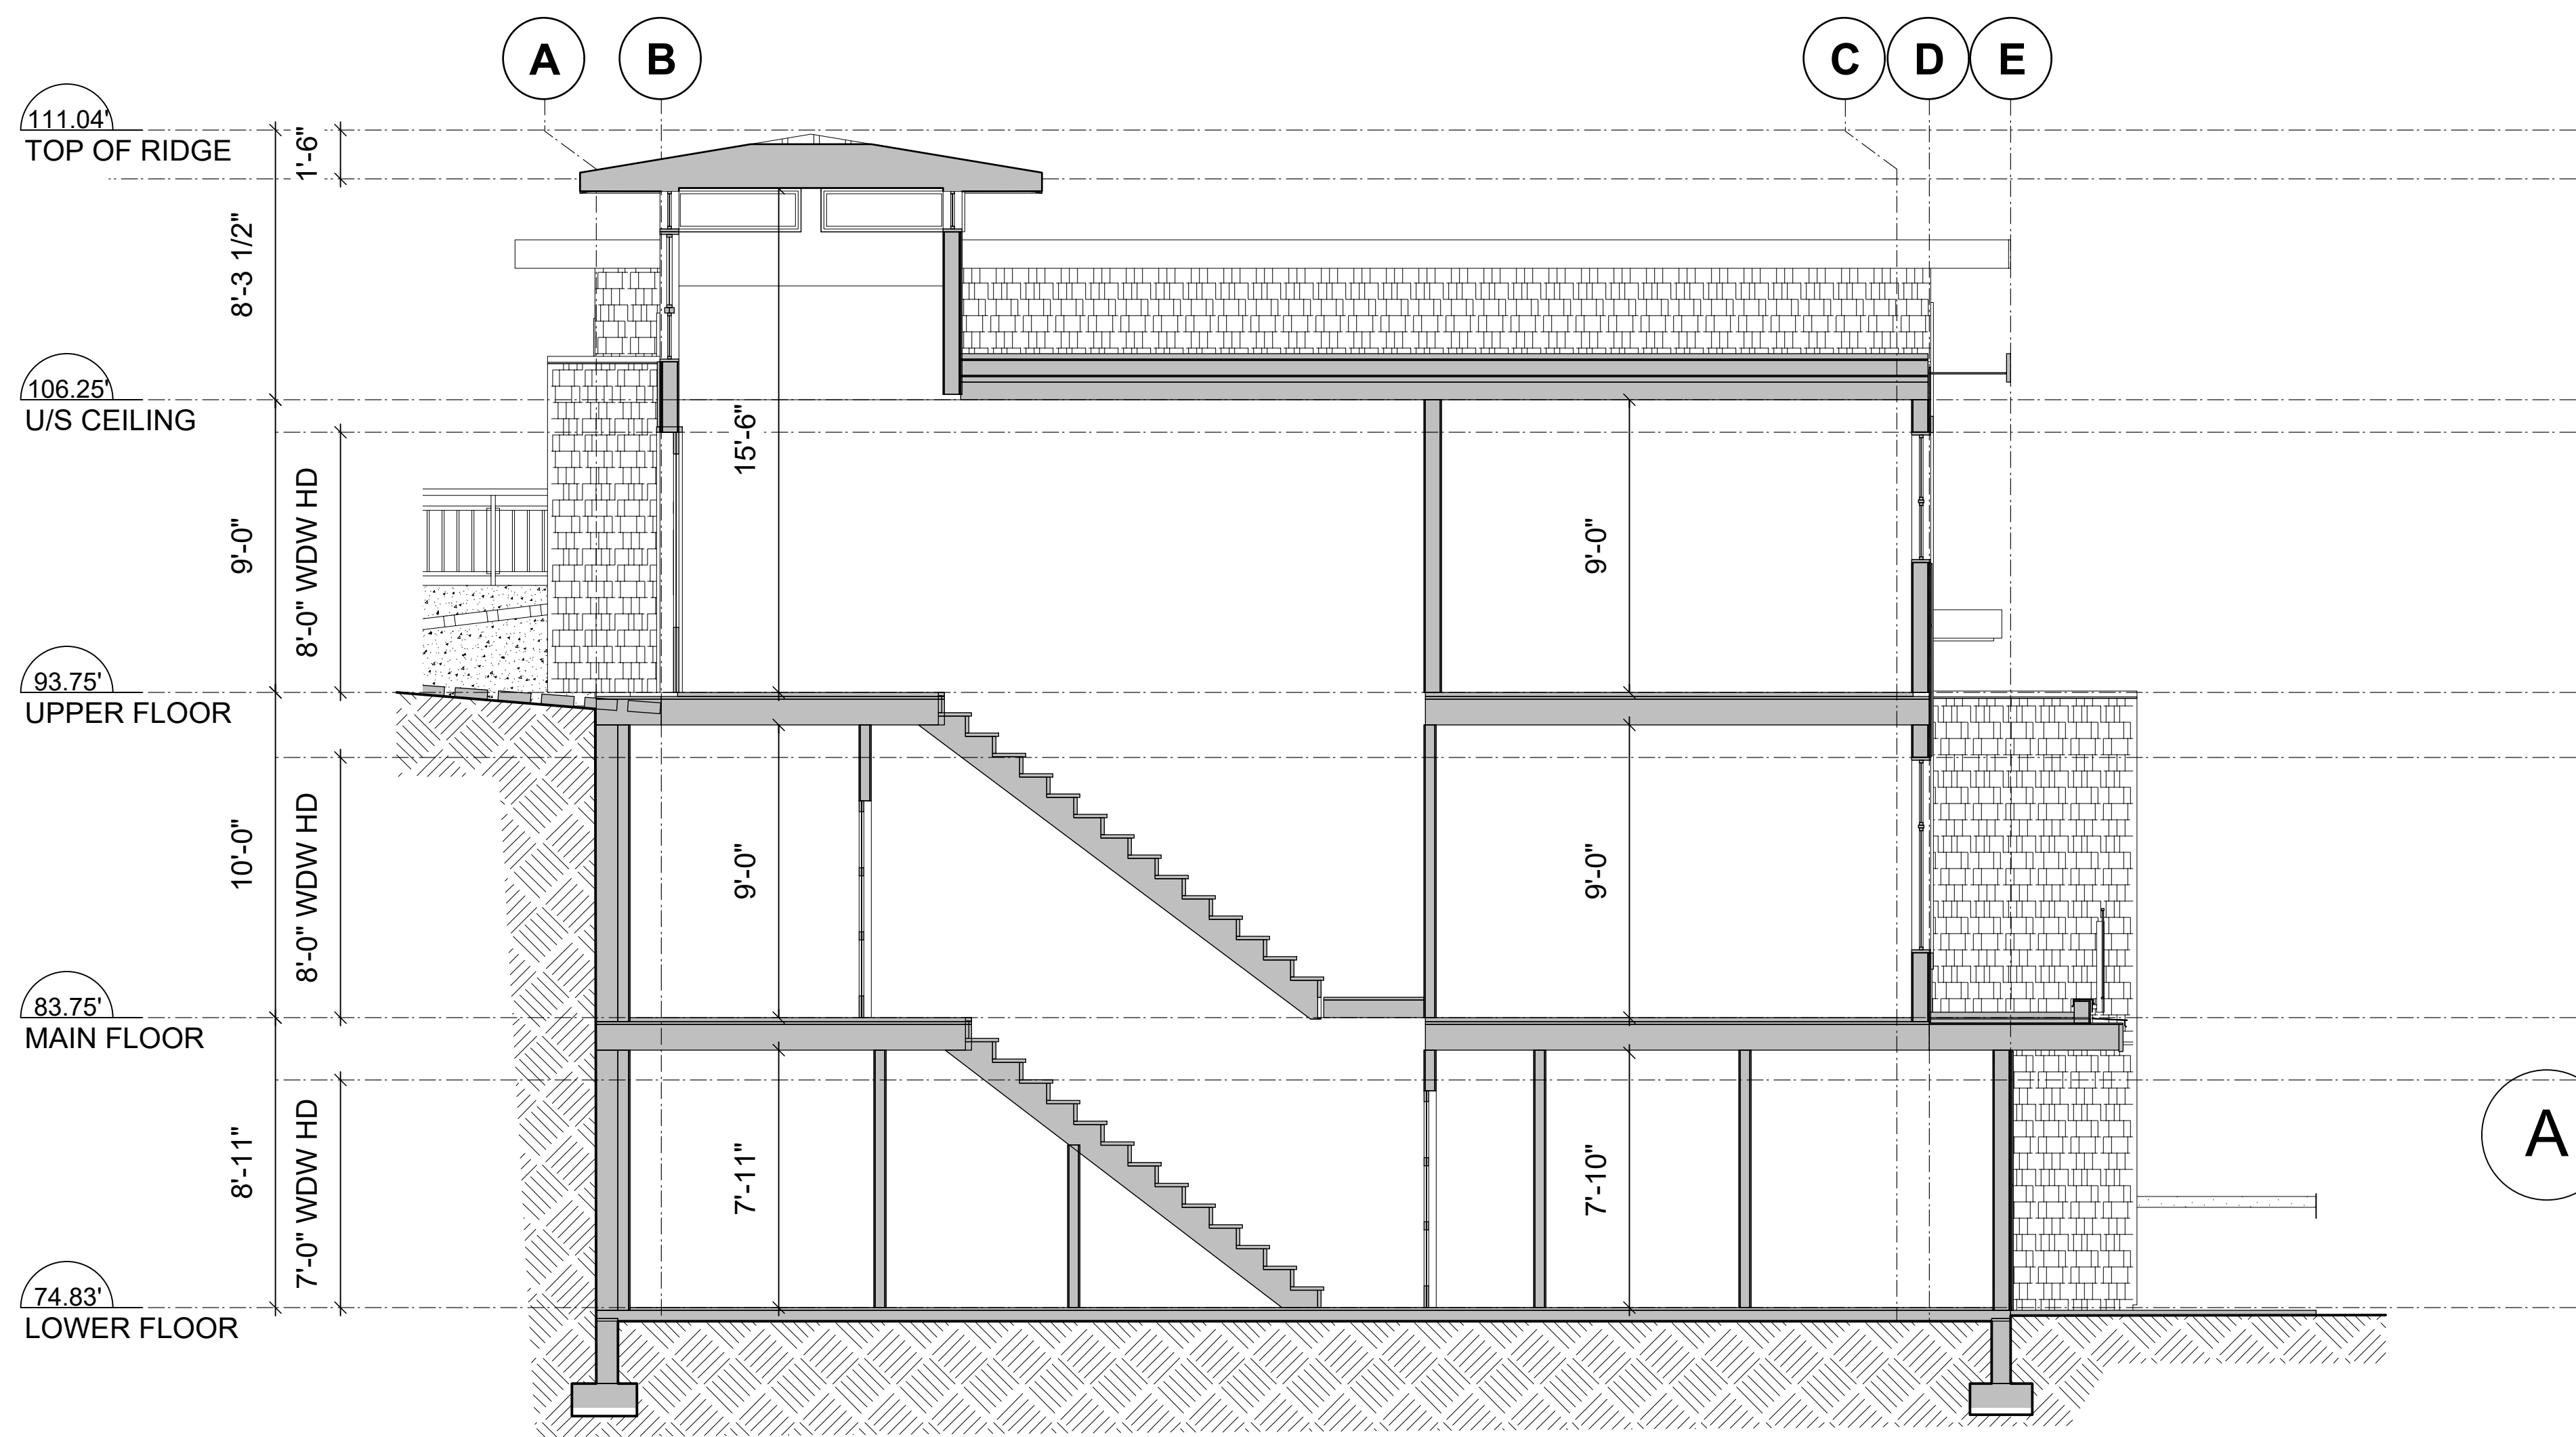 A
B
C
D
E
111.04'
TOP OF RIDGE
1'-6"
8'-3 1/2"
106.25'
U/S CEILING
15'-6"
9'-0"
8'-0" WDW HD
9'-0"
93.75'
UPPER FLOOR
10'-0"
8'-0" WDW HD
9'-0"
9'-0"
83.75'
MAIN FLOOR
8'-11"
7'-0" WDW HD
7'-11"
7'-10"
A
74.83'
LOWER FLOOR